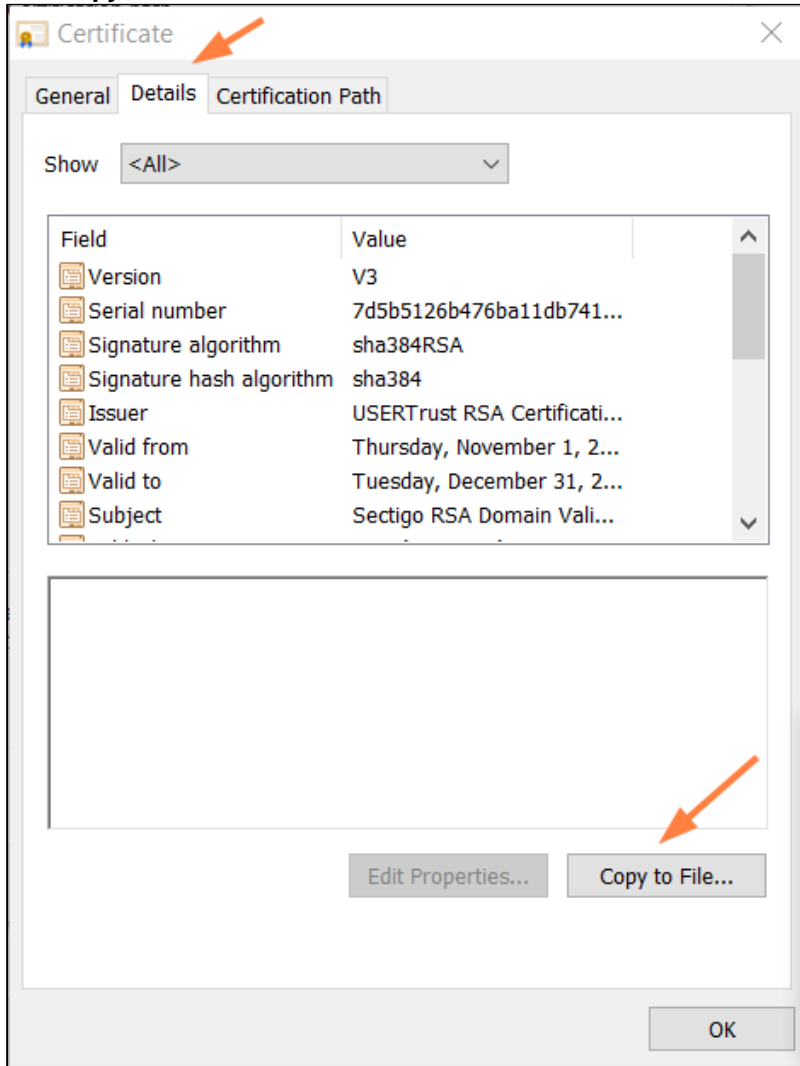 Certificate
General Details Certification Path
Show <All>
Field Value
Version V3
Serial number 7d5b5126b476ba11db741...
Signature algorithm sha384RSA
Signature hash algorithm sha384
Issuer USERTrust RSA Certificati...
Valid from Thursday, November 1, 2...
Valid to Tuesday, December 31, 2...
Subject Sectigo RSA Domain Vali...
Edit Properties... Copy to File...
OK